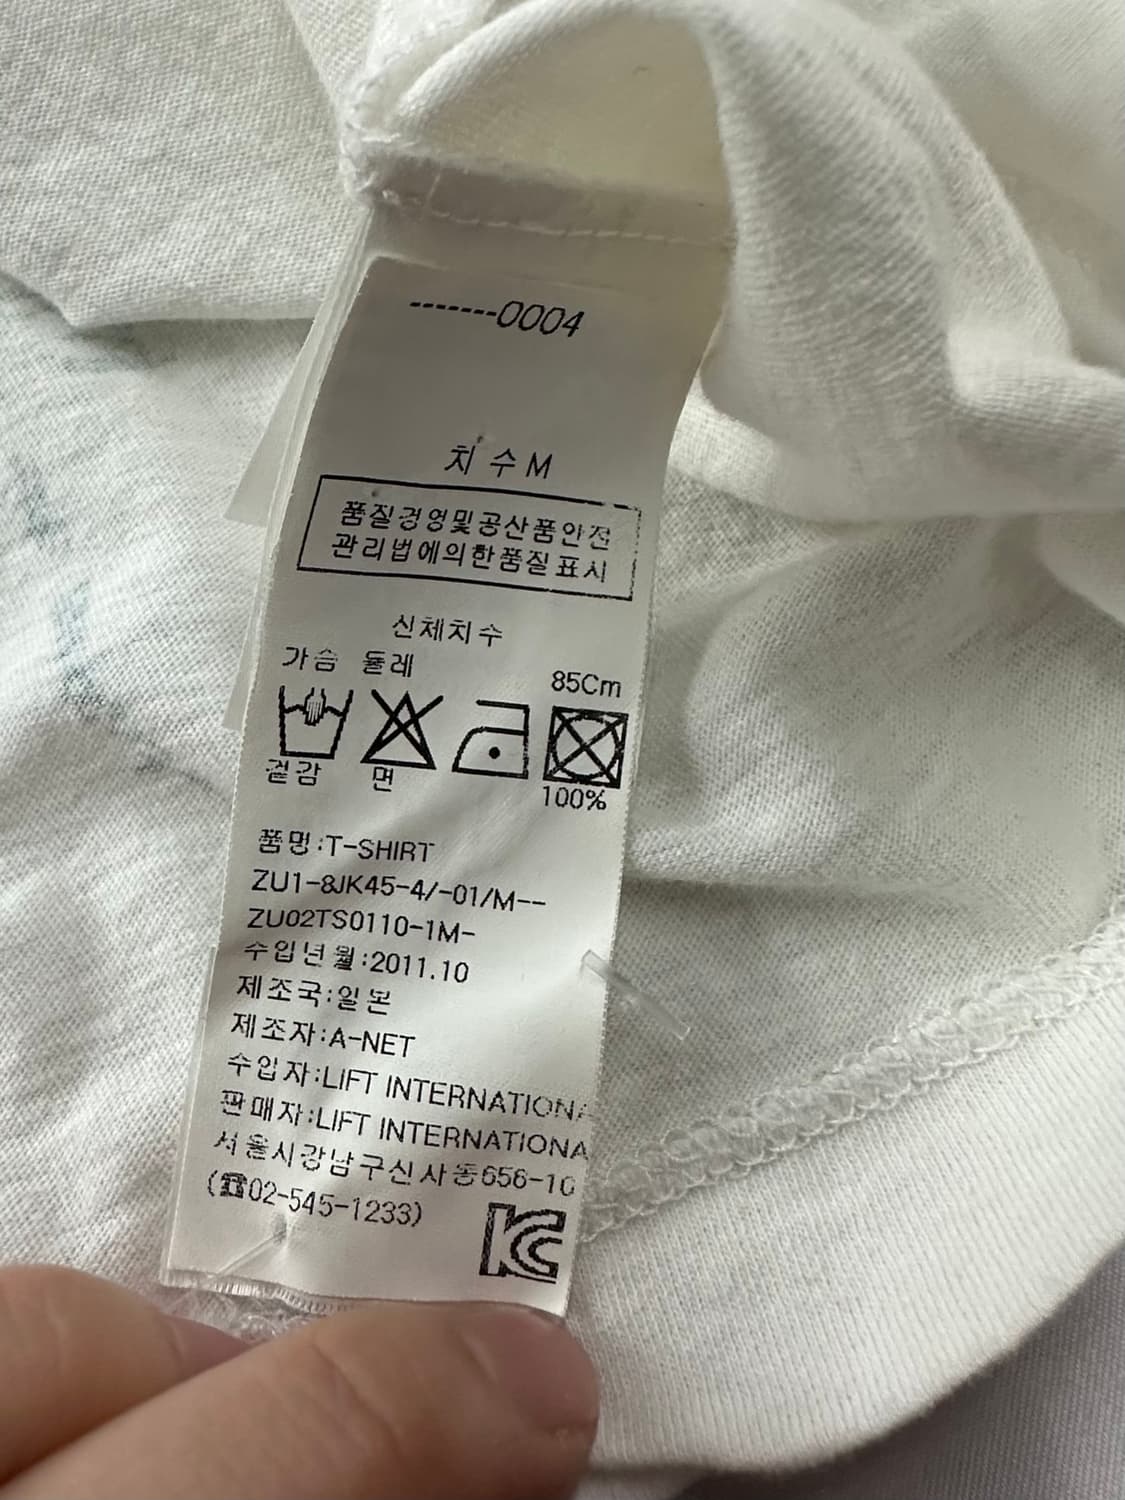 -------0004
치 수 M
품질경영및공산품안전
관리법에의한품질표시
신체치수
가슴 둘레
85Cm
겉감 면 100%
품명:T-SHIRT
ZU1-8JK45-4/-01/M--
ZU02TS0110-1M-
수입년월:2011.10
제조국:일본
제조자:A-NET
수입자:LIFT INTERNATIONA
판매자:LIFT INTERNATIONA
서울시강남구신사동656-10
(☎02-545-1233)
KC